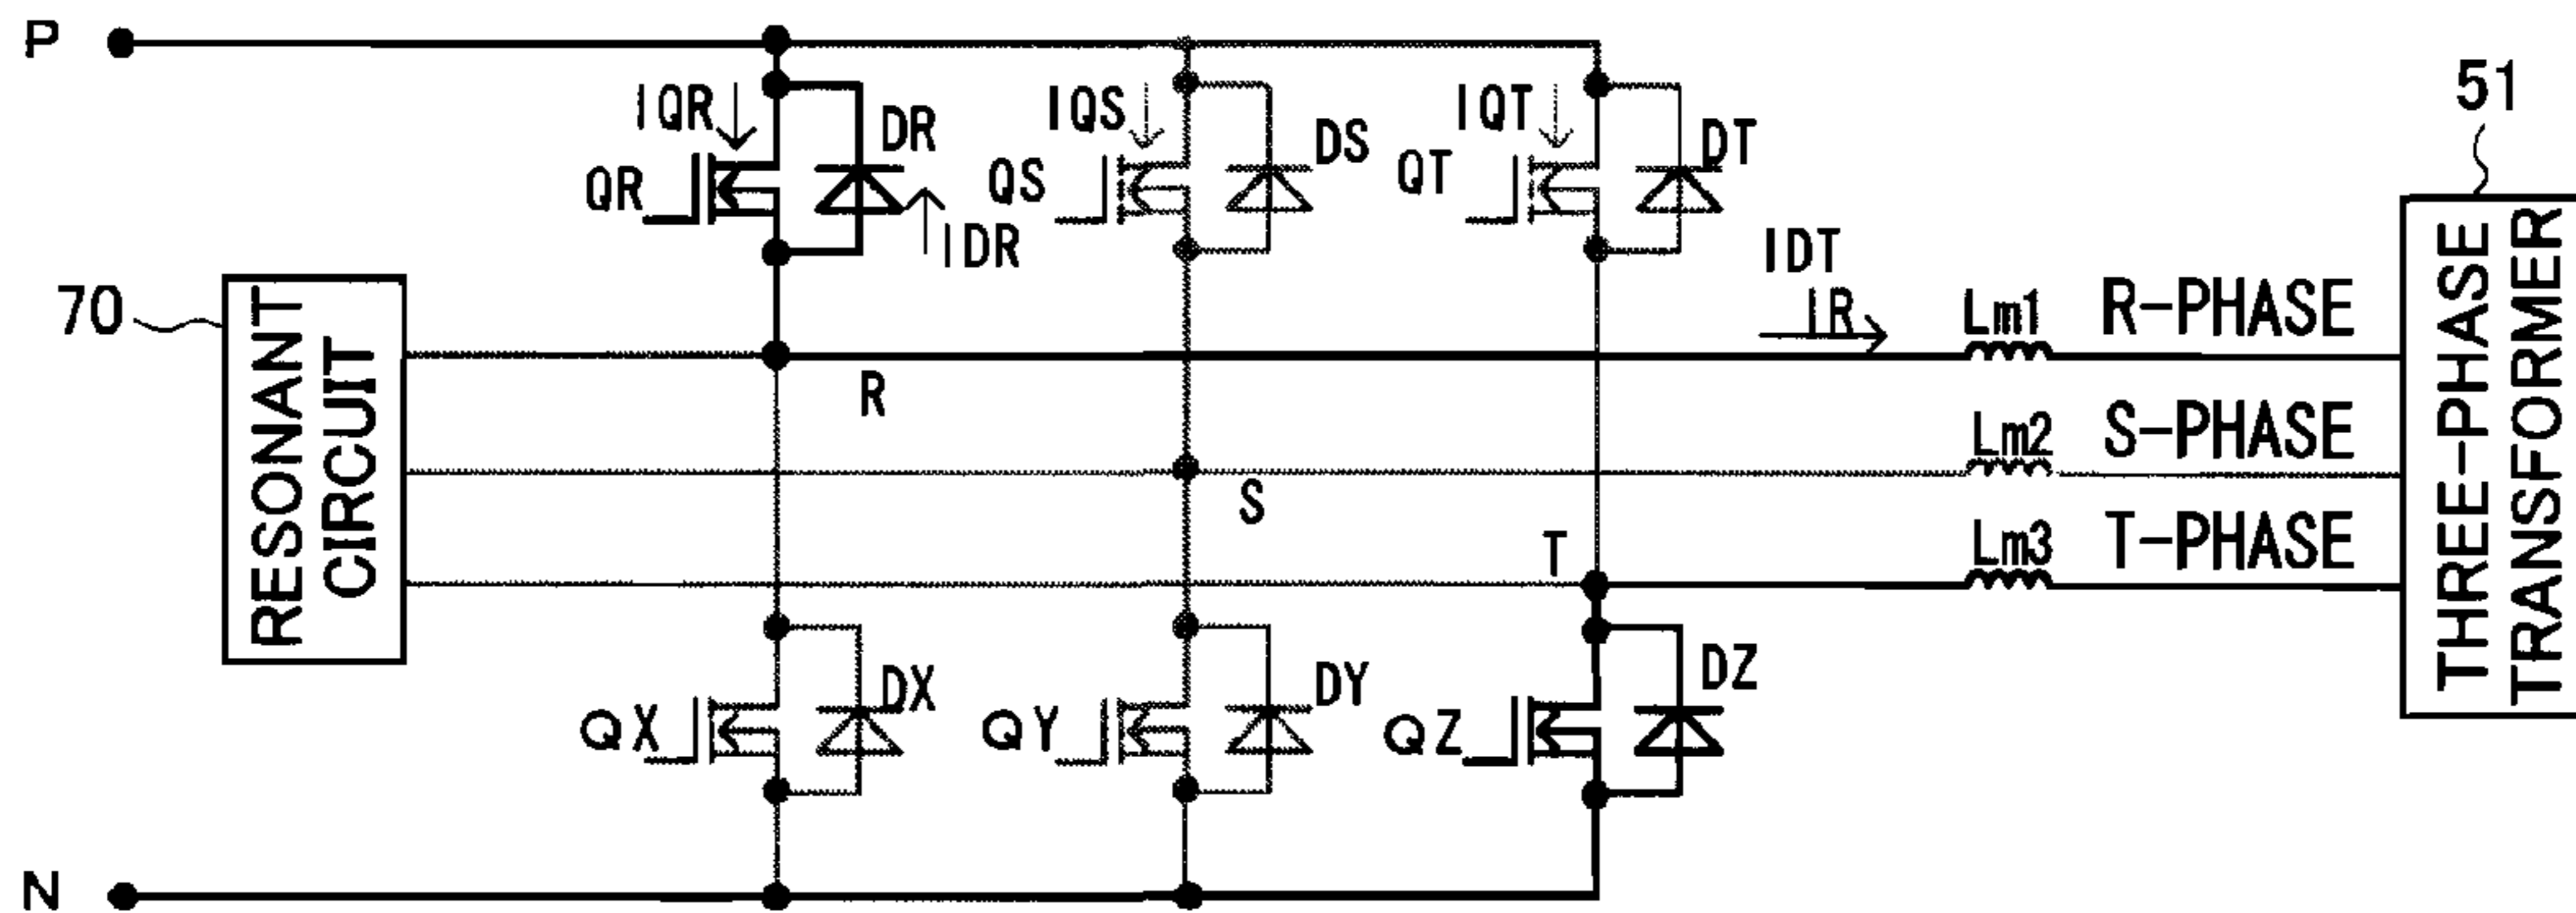 P
IQR
DR
QR
IDR
IQS
DS
QS
IQT
DT
QT
51
70
RESONANT
CIRCUIT
IDT
IR
Lm1
R-PHASE
R
Lm2
S-PHASE
S
Lm3
T-PHASE
T
THREE-PHASE
TRANSFORMER
DX
QX
DY
QY
DZ
QZ
N